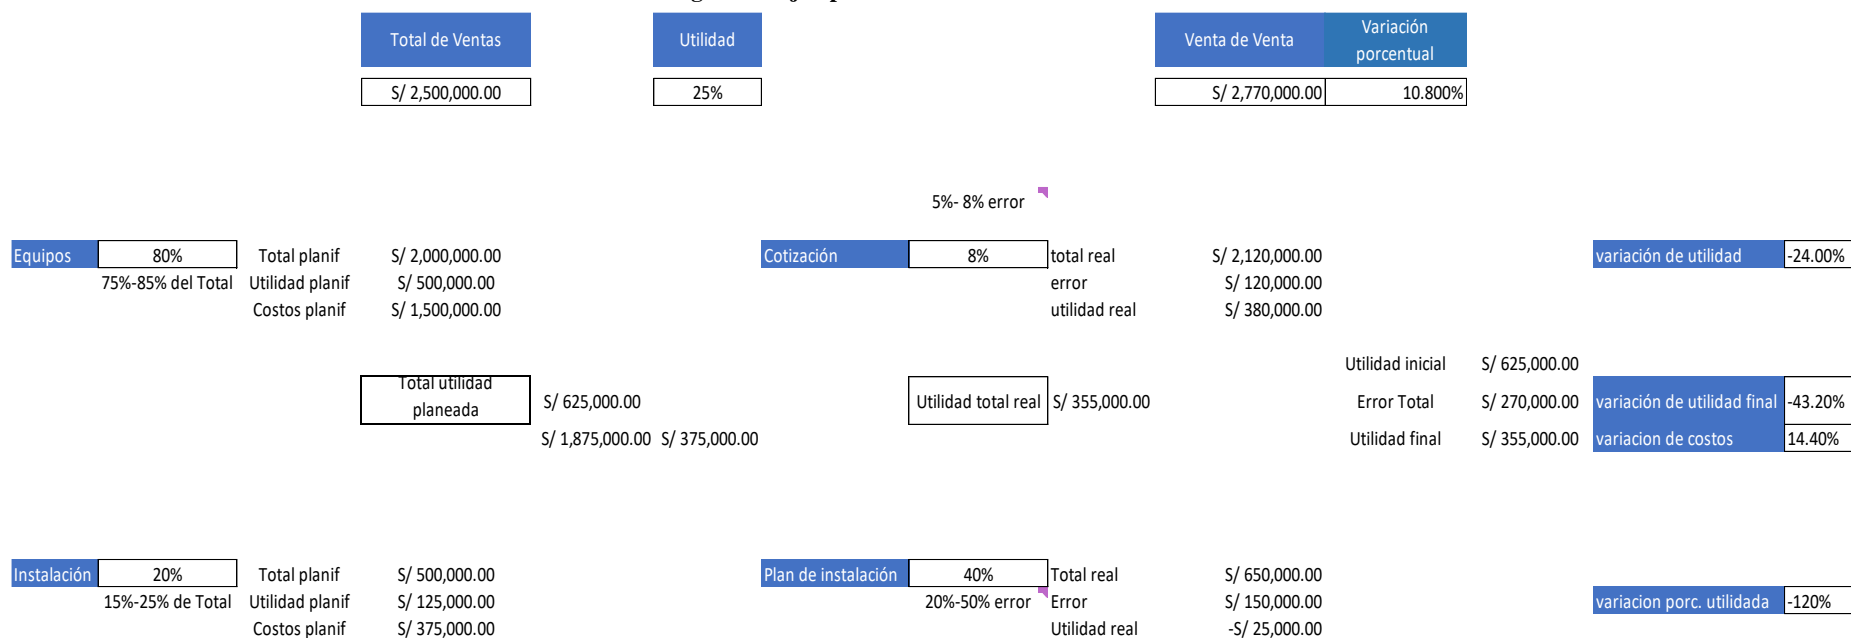 Total de Ventas Utilidad Venta de Venta Variación
porcentual
S/ 2,500,000.00 25% S/ 2,770,000.00 10.800%
5%- 8% error
Equipos 80% Total planif S/ 2,000,000.00 Cotización 8% total real S/ 2,120,000.00 variación de utilidad -24.00%
75%-85% del Total Utilidad planif S/ 500,000.00 error S/ 120,000.00
Costos planif S/ 1,500,000.00 utilidad real S/ 380,000.00
Utilidad inicial S/ 625,000.00
Total utilidad
planeada S/ 625,000.00 Utilidad total real S/ 355,000.00 Error Total S/ 270,000.00 variación de utilidad final -43.20%
S/ 1,875,000.00 S/ 375,000.00 Utilidad final S/ 355,000.00 variacion de costos 14.40%
Instalación 20% Total planif S/ 500,000.00 Plan de instalación 40% Total real S/ 650,000.00
15%-25% de Total Utilidad planif S/ 125,000.00 20%-50% error Error S/ 150,000.00 variacion porc. utilidada -120%
Costos planif S/ 375,000.00 Utilidad real -S/ 25,000.00